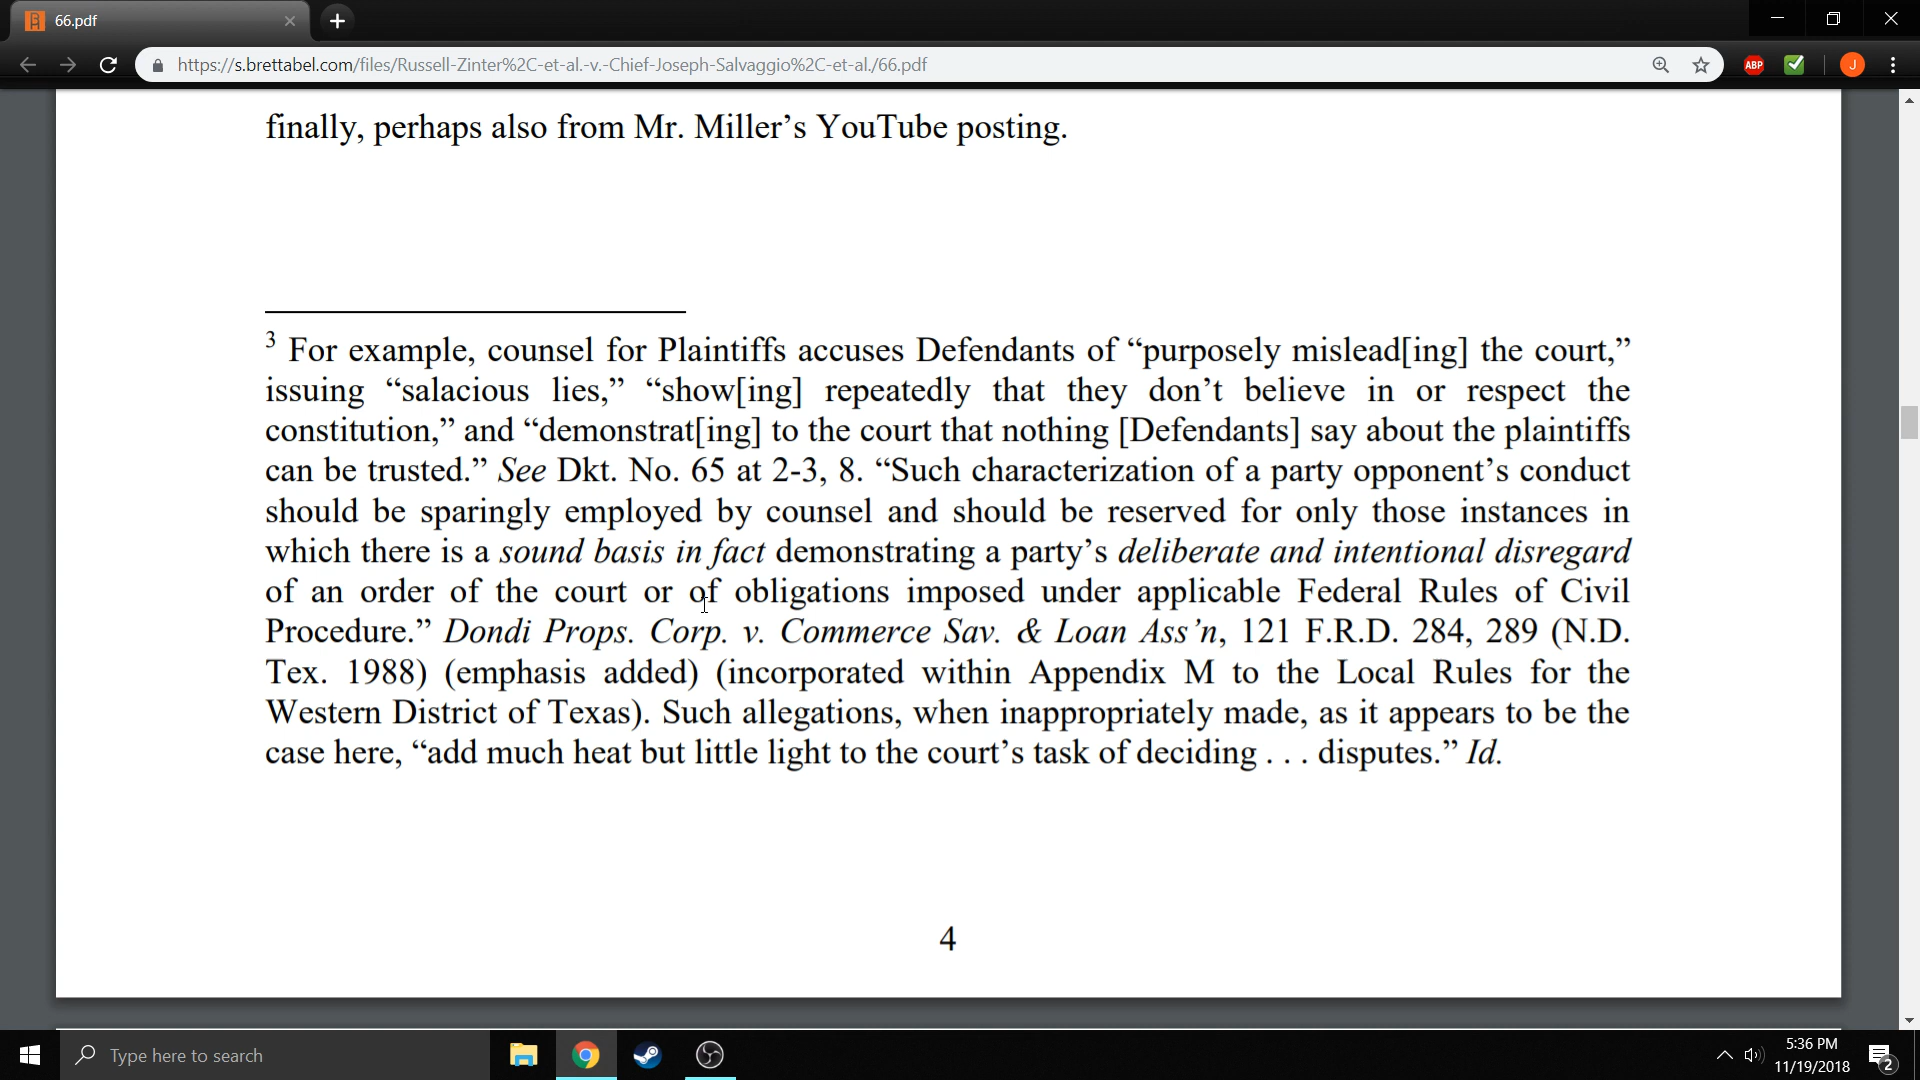 66.pdf
https://s.brettabel.com/files/Russell-Zinter%2C-et-al.-v.-Chief-Joseph-Salvaggio%2C-et-al./66.pdf
ABP
J
finally, perhaps also from Mr. Miller’s YouTube posting.
3 For example, counsel for Plaintiffs accuses Defendants of “purposely mislead[ing] the court,”
issuing “salacious lies,” “show[ing] repeatedly that they don’t believe in or respect the
constitution,” and “demonstrat[ing] to the court that nothing [Defendants] say about the plaintiffs
can be trusted.” See Dkt. No. 65 at 2-3, 8. “Such characterization of a party opponent’s conduct
should be sparingly employed by counsel and should be reserved for only those instances in
which there is a sound basis in fact demonstrating a party’s deliberate and intentional disregard
of an order of the court or of obligations imposed under applicable Federal Rules of Civil
Procedure.” Dondi Props. Corp. v. Commerce Sav. & Loan Ass’n, 121 F.R.D. 284, 289 (N.D.
Tex. 1988) (emphasis added) (incorporated within Appendix M to the Local Rules for the
Western District of Texas). Such allegations, when inappropriately made, as it appears to be the
case here, “add much heat but little light to the court’s task of deciding . . . disputes.” Id.
4
Type here to search
5:36 PM
11/19/2018
2